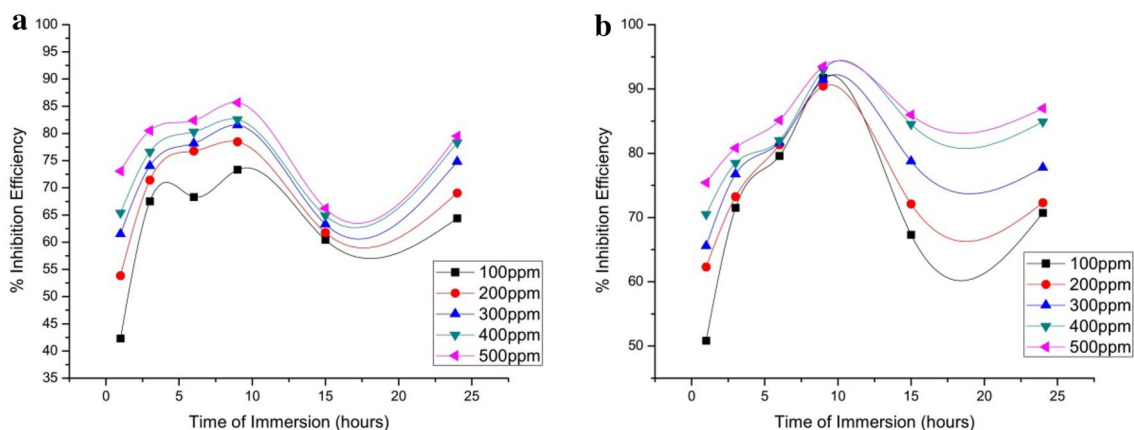 a
100
95
90
85
80
75
70
65
60
55
50
45
40
35
% Inhibition Efficiency
0 5 10 15 20 25
Time of Immersion (hours)
100ppm
200ppm
300ppm
400ppm
500ppm
b
100
90
80
70
60
50
% Inhibition Efficiency
0 5 10 15 20 25
Time of Immersion (hours)
100ppm
200ppm
300ppm
400ppm
500ppm